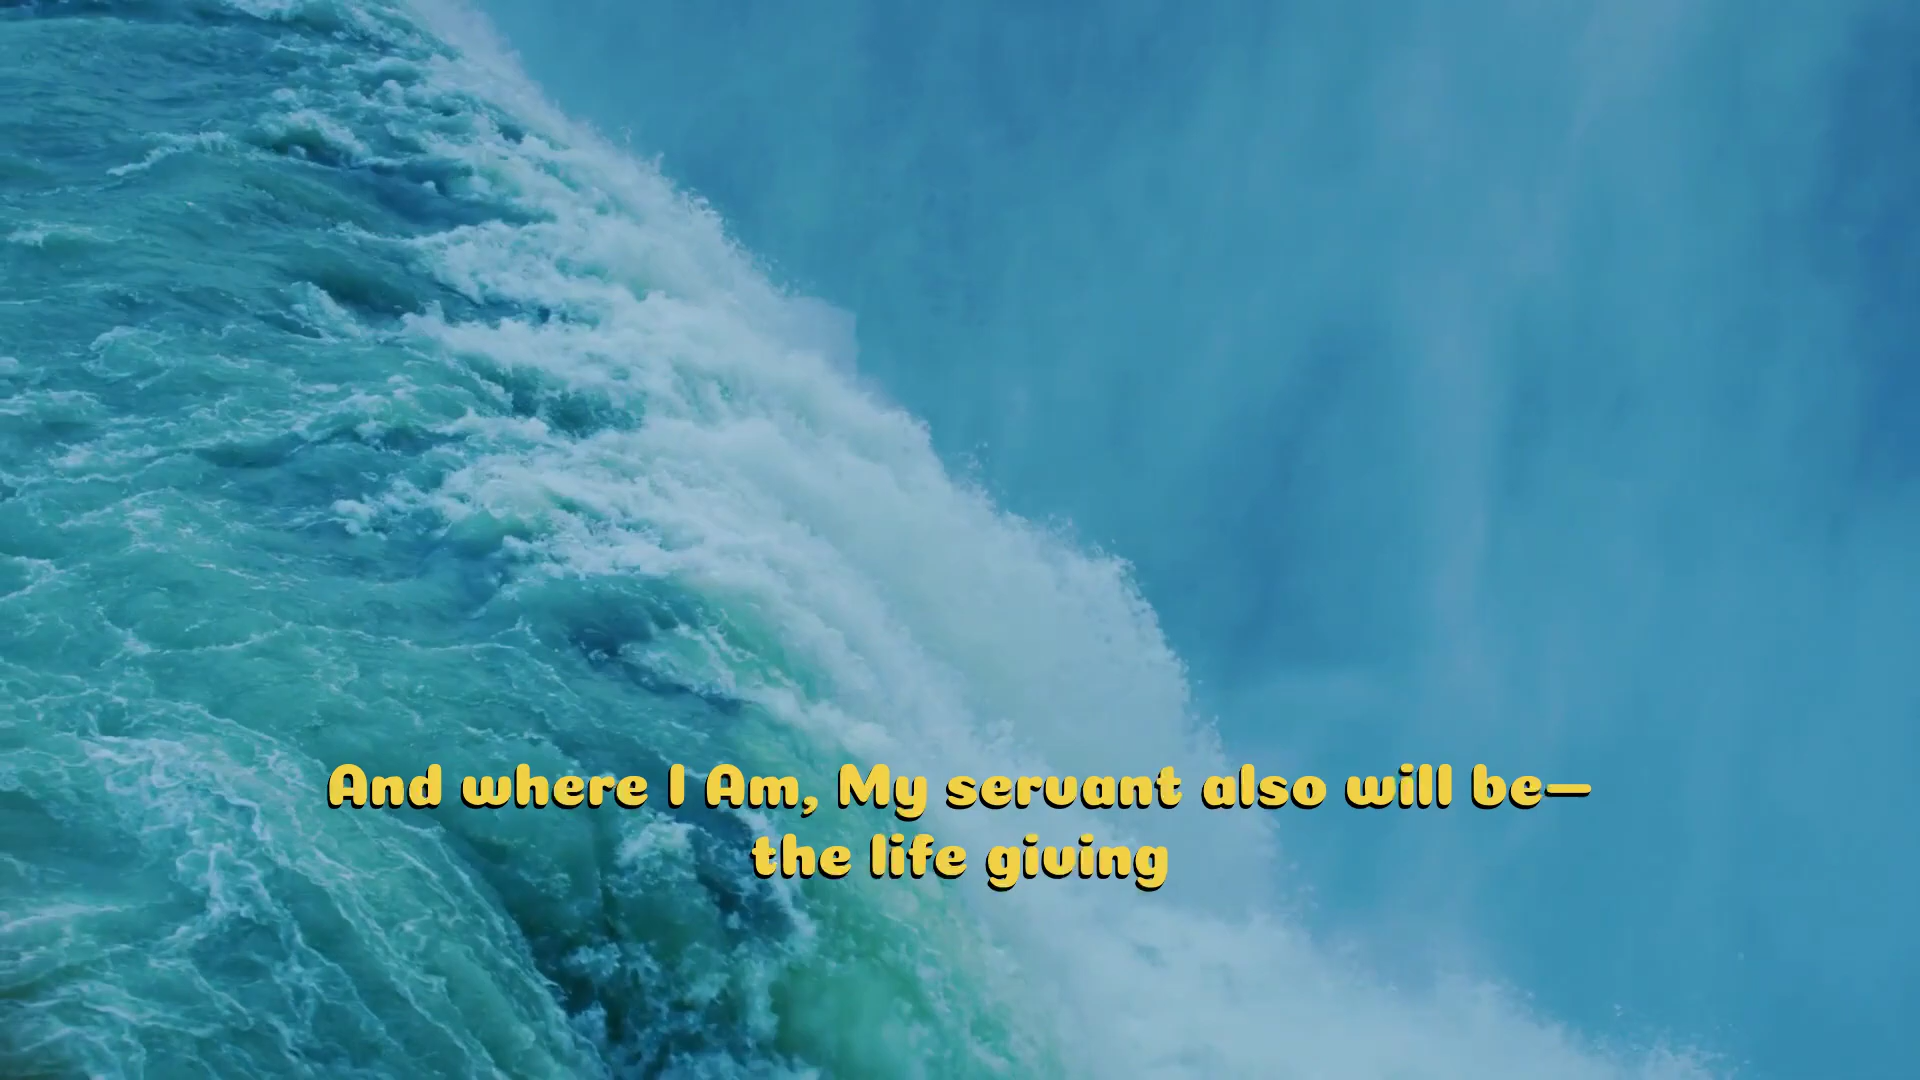 And where I Am, My servant also will be—
the life giving